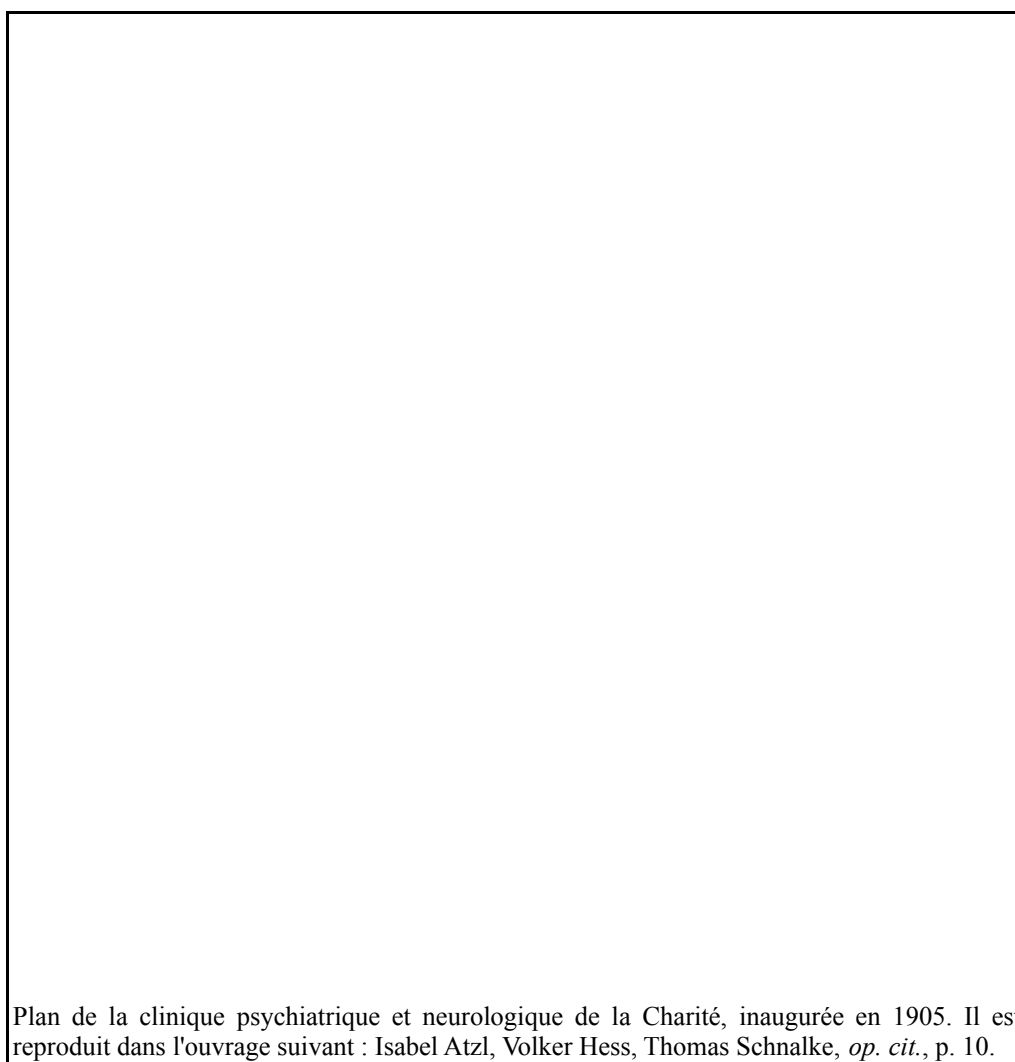 Plan de la clinique psychiatrique et neurologique de la Charité, inaugurée en 1905. Il est
reproduit dans l'ouvrage suivant : Isabel Atzl, Volker Hess, Thomas Schnalke, op. cit., p. 10.